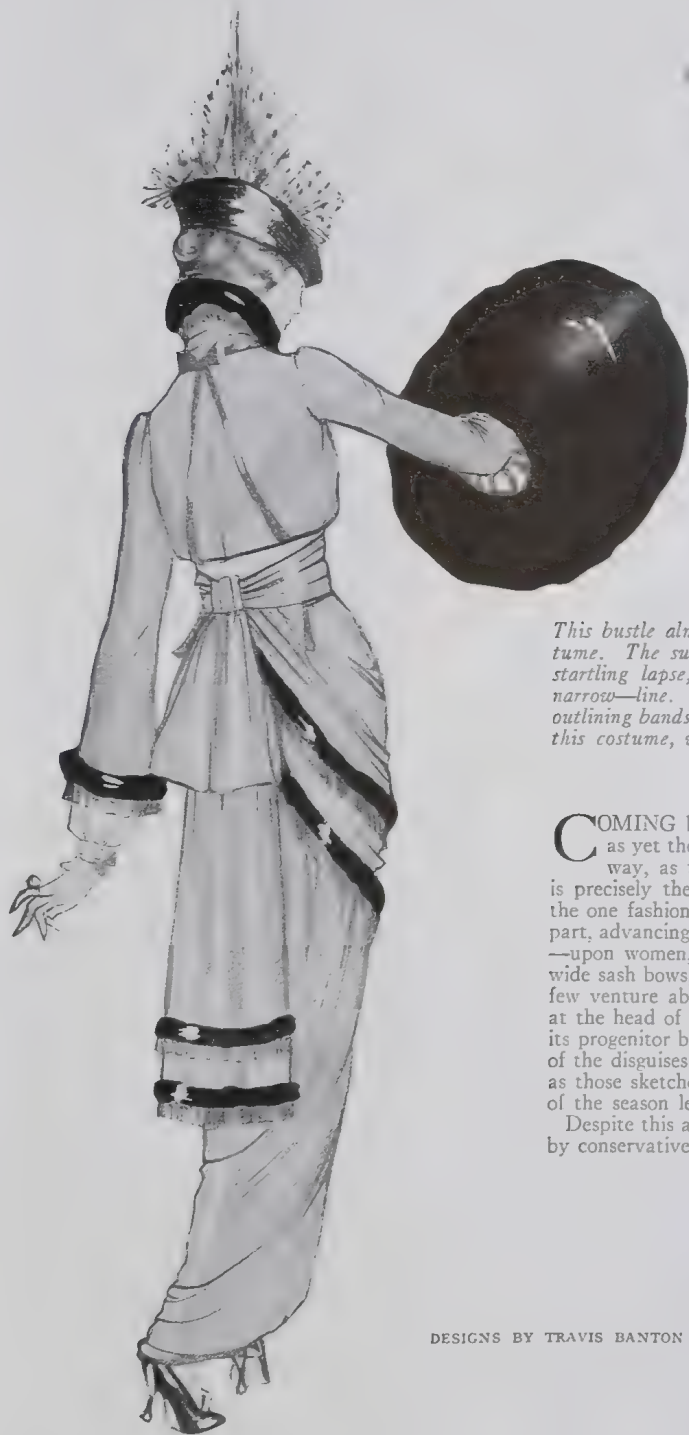 This bustle aln
tume. The su
startling lapse,
narrow—line.
outlining bands
this costume, v
COMING b
as yet the
way, as
is precisely the
the one fashion
part, advancing
—upon women,
wide sash bows
few venture ab
at the head of
its progenitor b
of the disguises
as those sketche
of the season le
Despite this a
by conservative
DESIGNS BY TRAVIS BANTON